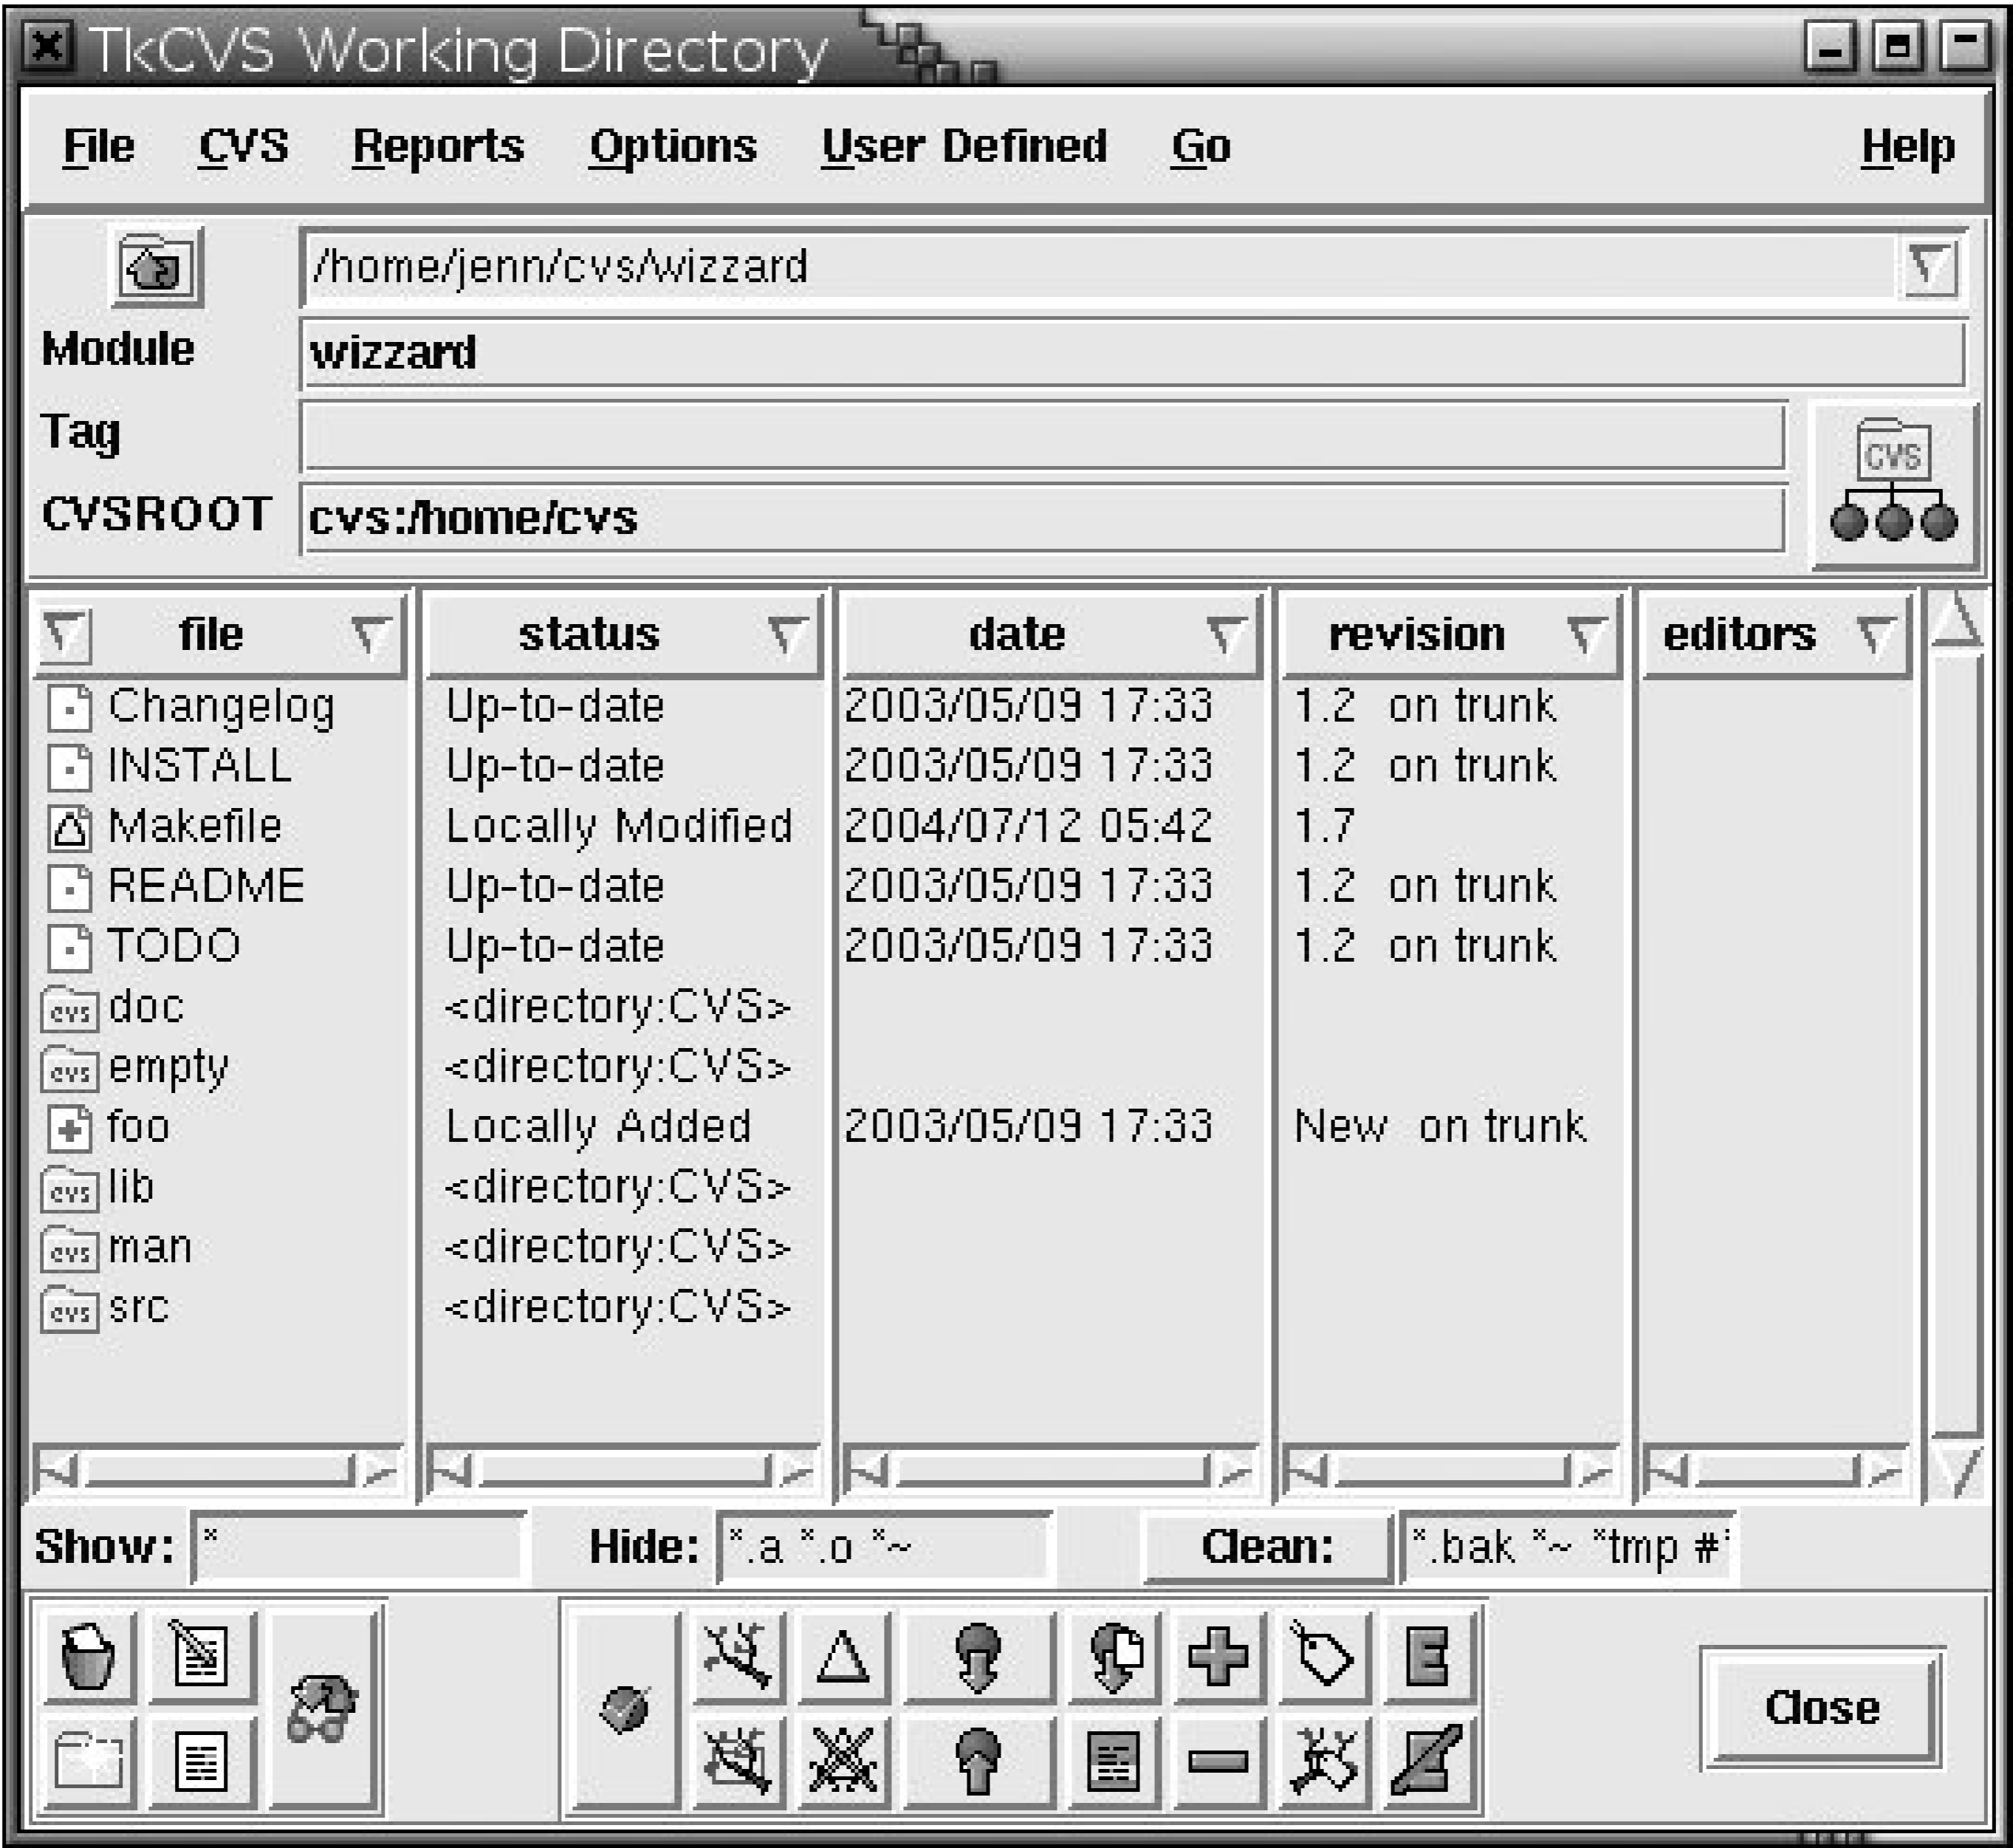 TkCVS Working Directory
File CVS Reports Options User Defined Go Help
/home/jenn/cvs/wizzard
Module wizzard
Tag
CVS
CVSROOT cvs:/home/cvs
file status date revision editors
Changelog Up-to-date 2003/05/09 17:33 1.2 on trunk
INSTALL Up-to-date 2003/05/09 17:33 1.2 on trunk
Makefile Locally Modified 2004/07/12 05:42 1.7
README Up-to-date 2003/05/09 17:33 1.2 on trunk
TODO Up-to-date 2003/05/09 17:33 1.2 on trunk
cvs doc <directory:CVS>
cvs empty <directory:CVS>
foo Locally Added 2003/05/09 17:33 New on trunk
cvs lib <directory:CVS>
cvs man <directory:CVS>
cvs src <directory:CVS>
Show: * Hide: *.a *.o *~ Clean: *.bak *~ *tmp #*
E
Close
E